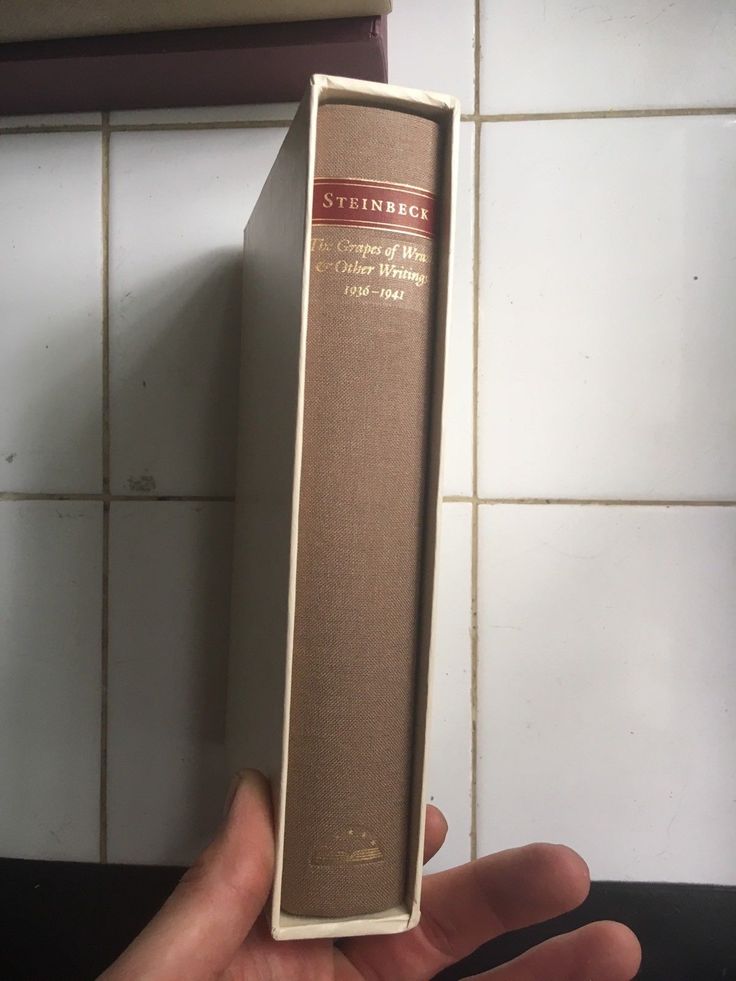 STEINBECK
The Grapes of Wra
& Other Writings
1936–1941